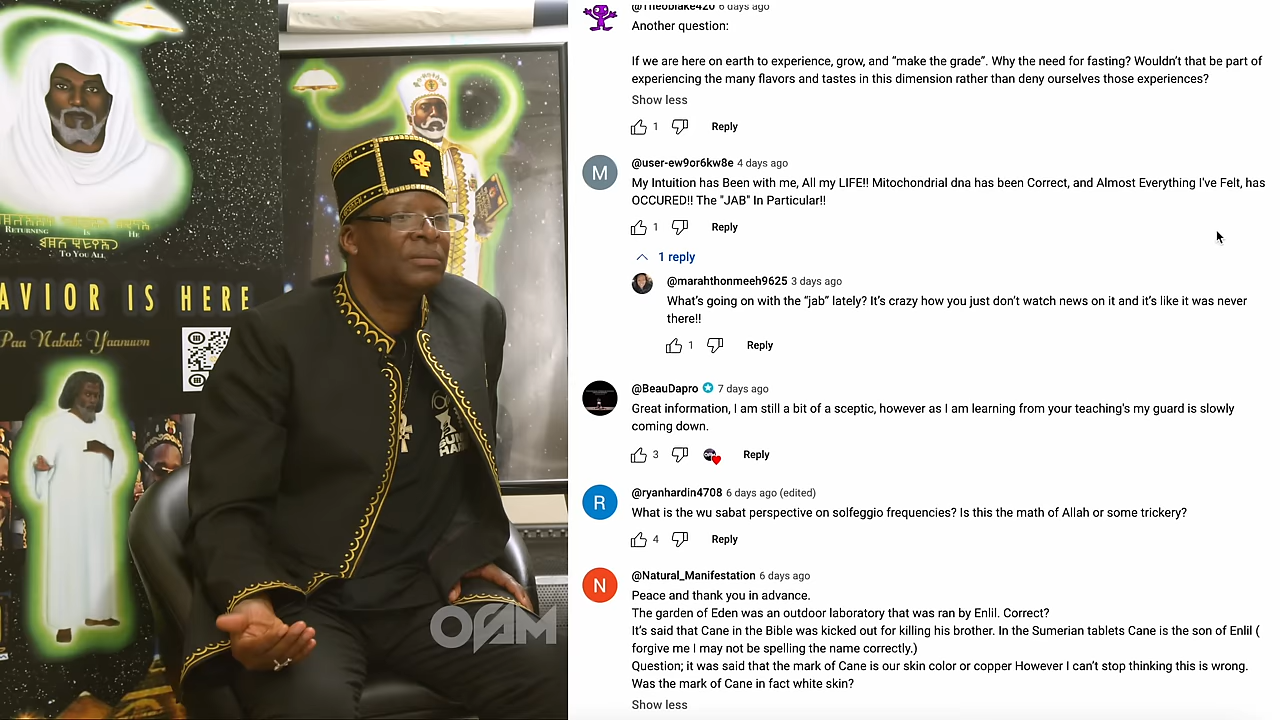 RETURNING IS HE
TO YOU ALL
AVIOR IS HERE
Paa Nabab: Yaanuwn
OGM
@Theoblake420 6 days ago
Another question:
If we are here on earth to experience, grow, and “make the grade”. Why the need for fasting? Wouldn’t that be part of
experiencing the many flavors and tastes in this dimension rather than deny ourselves those experiences?
Show less
1 Reply
M
@user-ew9or6kw8e 4 days ago
My Intuition has Been with me, All my LIFE!! Mitochondrial dna has been Correct, and Almost Everything I've Felt, has
OCCURED!! The "JAB" In Particular!!
1 Reply
1 reply
@marahthonmeeh9625 3 days ago
What’s going on with the “jab” lately? It’s crazy how you just don’t watch news on it and it’s like it was never
there!!
1 Reply
@BeauDapro 7 days ago
Great information, I am still a bit of a sceptic, however as I am learning from your teaching's my guard is slowly
coming down.
3 Reply
R
@ryanhardin4708 6 days ago (edited)
What is the wu sabat perspective on solfeggio frequencies? Is this the math of Allah or some trickery?
4 Reply
N
@Natural_Manifestation 6 days ago
Peace and thank you in advance.
The garden of Eden was an outdoor laboratory that was ran by Enlil. Correct?
It’s said that Cane in the Bible was kicked out for killing his brother. In the Sumerian tablets Cane is the son of Enlil (
forgive me I may not be spelling the name correctly.)
Question; it was said that the mark of Cane is our skin color or copper However I can’t stop thinking this is wrong.
Was the mark of Cane in fact white skin?
Show less